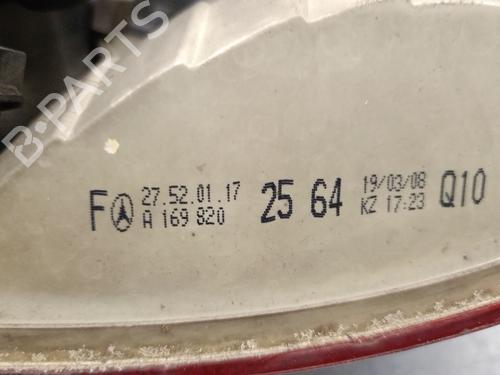 B-PARTS
F 27.52.01.17 25 64 19/03/08 Q10
A 169 820 KZ 17:23